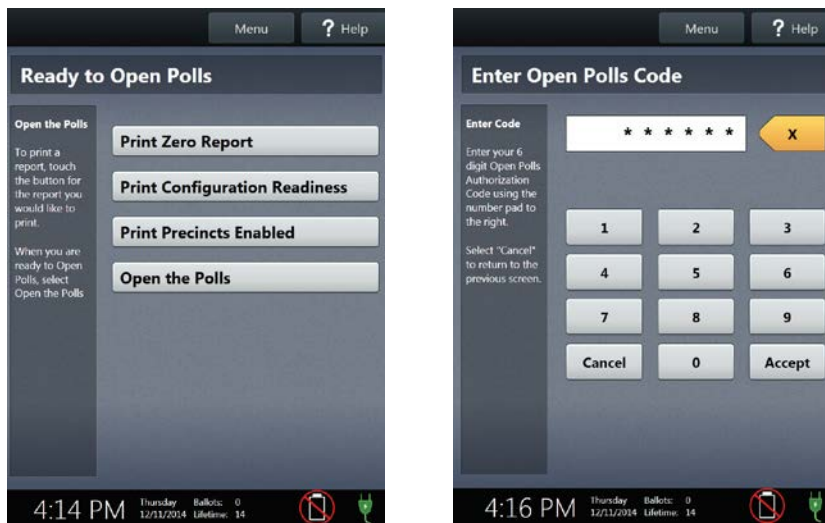 Menu
? Help
Ready to Open Polls
Open the Polls
To print a
report, touch
the button for
the report you
would like to
print.
When you are
ready to Open
Polls, select
Open the Polls
Print Zero Report
Print Configuration Readiness
Print Precincts Enabled
Open the Polls
4:14 PM
Thursday Ballots: 0
12/11/2014 Lifetime: 14
Menu
? Help
Enter Open Polls Code
Enter Code
Enter your 6
digit Open Polls
Authorization
Code using the
number pad to
the right.
Select "Cancel"
to return to the
previous screen.
* * * * * *
X
1 2 3
4 5 6
7 8 9
Cancel 0 Accept
4:16 PM
Thursday Ballots: 0
12/11/2014 Lifetime: 14